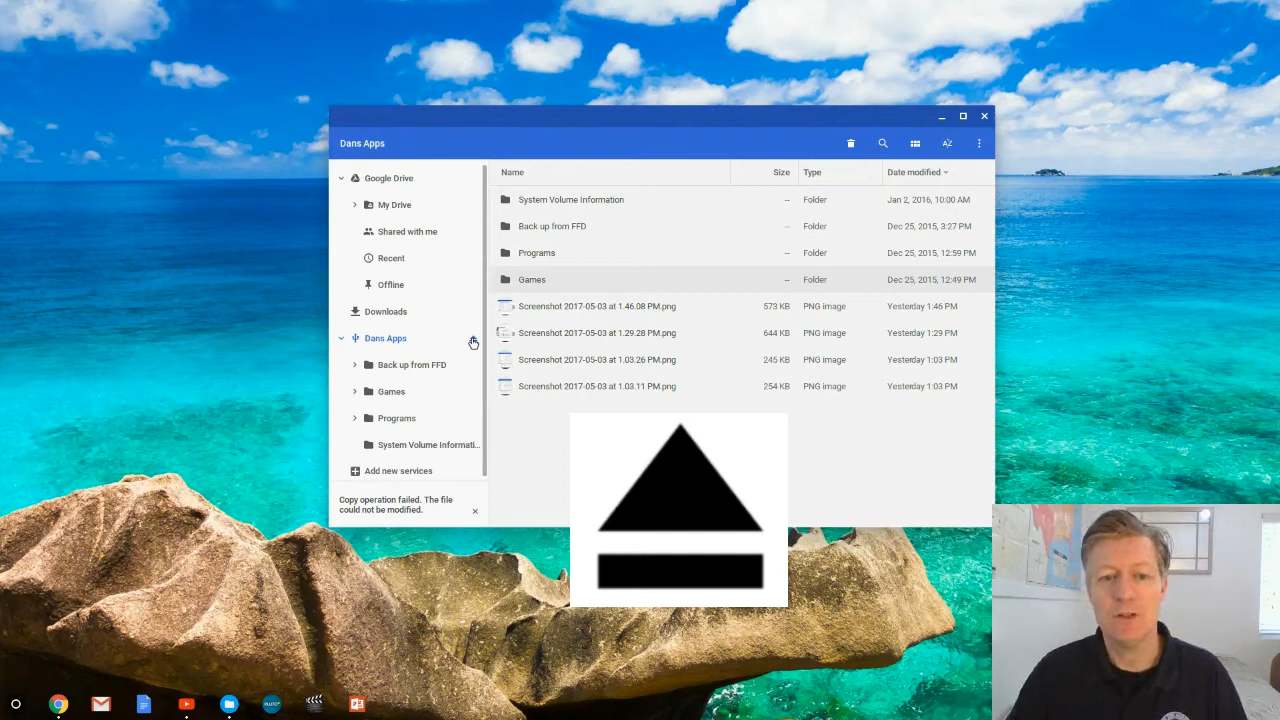 Dans Apps
Google Drive
My Drive
Shared with me
Recent
Offline
Downloads
Dans Apps
Back up from FFD
Games
Programs
System Volume Informati...
Add new services
Copy operation failed. The file
could not be modified.
Name Size Type Date modified
System Volume Information -- Folder Jan 2, 2016, 10:00 AM
Back up from FFD -- Folder Dec 25, 2015, 3:27 PM
Programs -- Folder Dec 25, 2015, 12:59 PM
Games -- Folder Dec 25, 2015, 12:49 PM
Screenshot 2017-05-03 at 1.46.08 PM.png 573 KB PNG image Yesterday 1:46 PM
Screenshot 2017-05-03 at 1.29.28 PM.png 644 KB PNG image Yesterday 1:29 PM
Screenshot 2017-05-03 at 1.03.26 PM.png 245 KB PNG image Yesterday 1:03 PM
Screenshot 2017-05-03 at 1.03.11 PM.png 254 KB PNG image Yesterday 1:03 PM